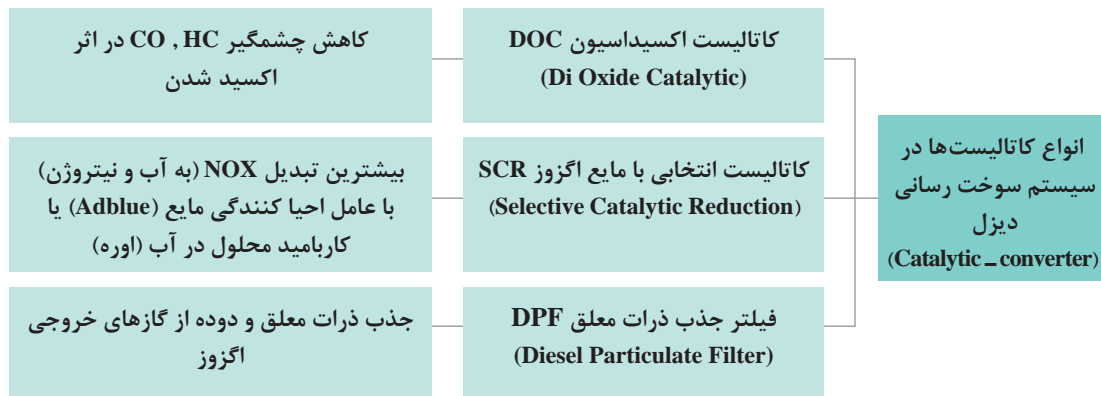 انواع کاتالیست‌ها در
سیستم سوخت رسانی
دیزل
(Catalytic – converter)
کاتالیست اکسیداسیون DOC
(Di Oxide Catalytic)
کاهش چشمگیر CO , HC در اثر
اکسید شدن
کاتالیست انتخابی با مایع اگزوز SCR
(Selective Catalytic Reduction)
بیشترین تبدیل NOX (به آب و نیتروژن)
با عامل احیا کنندگی مایع (Adblue) یا
کاربامید محلول در آب (اوره)
فیلتر جذب ذرات معلق DPF
(Diesel Particulate Filter)
جذب ذرات معلق و دوده از گازهای خروجی
اگزوز